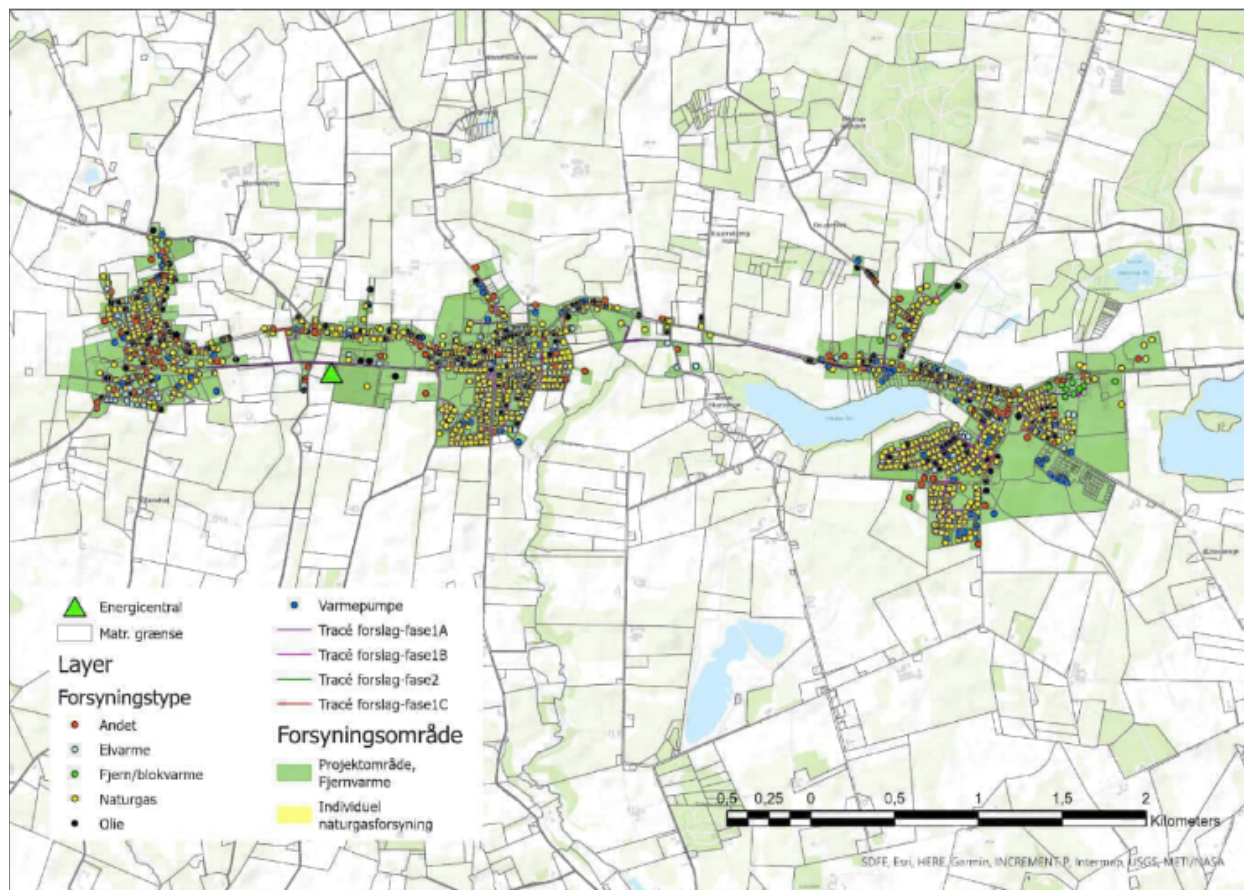 Energicentral
Matr. grænse
Layer
Forsyningstype
Andet
Elvarme
Fjern/blokvarme
Naturgas
Olie
Varmepumpe
Tracé forslag-fase1A
Tracé forslag-fase1B
Tracé forslag-fase2
Tracé forslag-fase1C
Forsyningsområde
Projektområde,
Fjernvarme
Individuel
naturgasforsyning
0,5 0,25 0 0,5 1 1,5 2
Kilometers
SDFE, Esri, HERE, Garmin, INCREMENT P, Intermap, USGS, METI/NASA